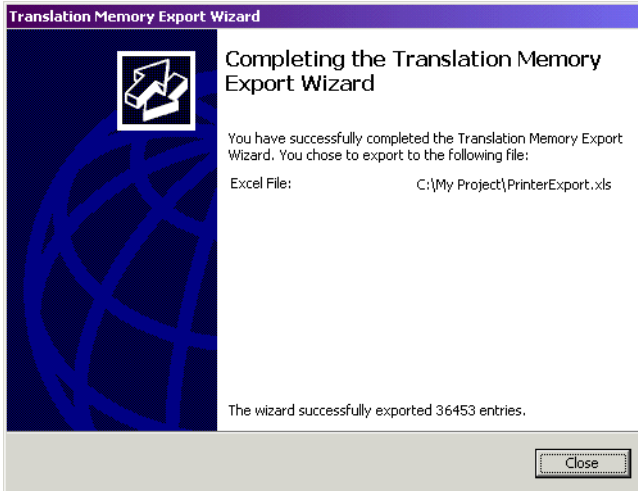 Translation Memory Export Wizard
Completing the Translation Memory
Export Wizard
You have successfully completed the Translation Memory Export
Wizard. You chose to export to the following file:
Excel File: C:\My Project\PrinterExport.xls
The wizard successfully exported 36453 entries.
Close